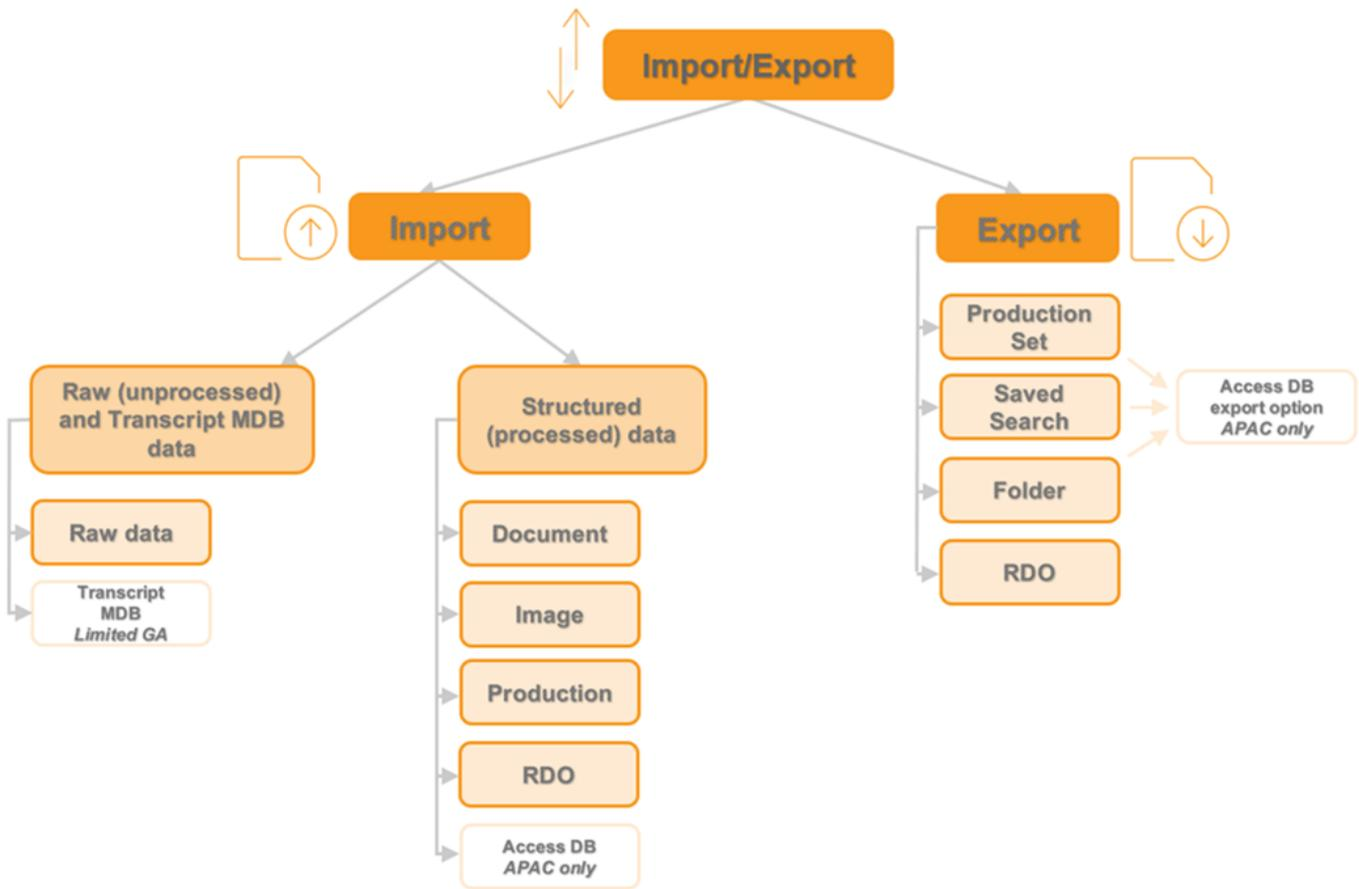 Import/Export
Import
Export
Raw (unprocessed)
and Transcript MDB
data
Raw data
Transcript
MDB
Limited GA
Structured
(processed) data
Document
Image
Production
RDO
Access DB
APAC only
Production
Set
Saved
Search
Folder
RDO
Access DB
export option
APAC only